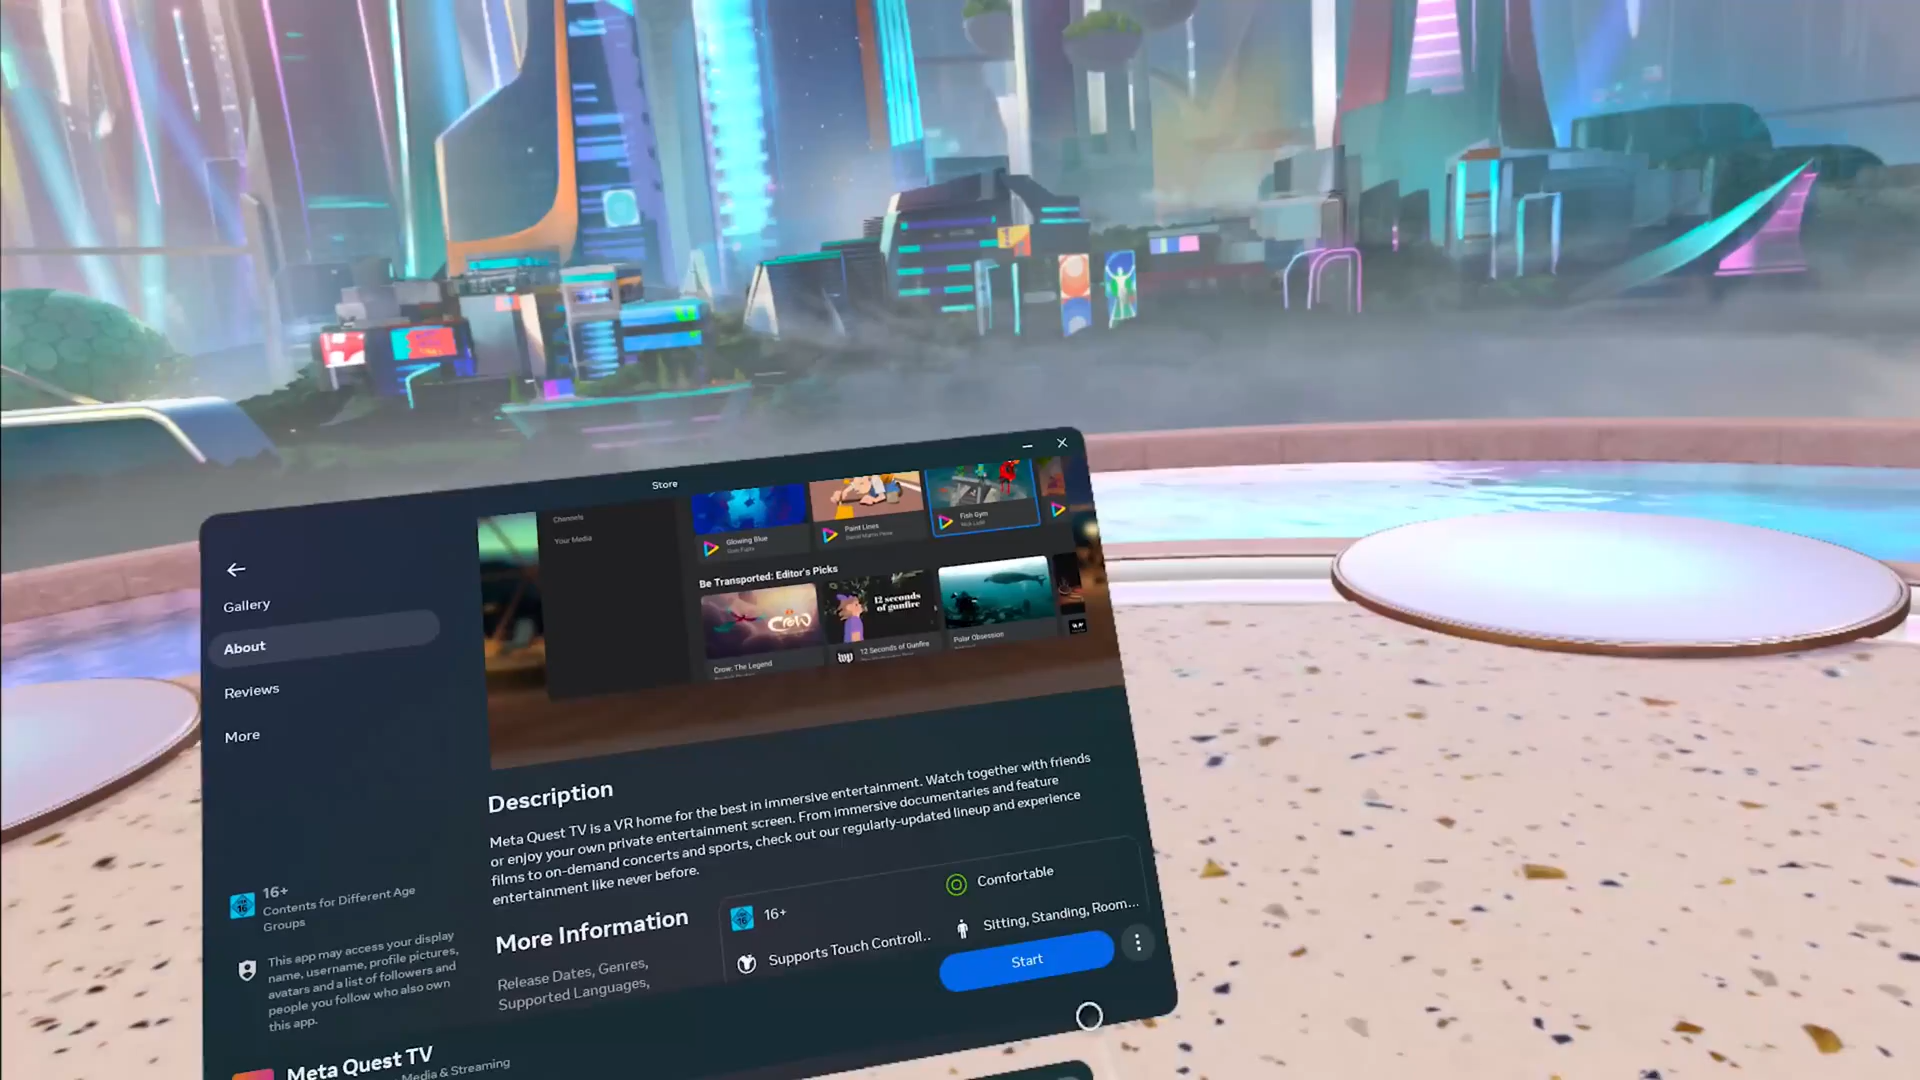 Store
Gallery
About
Reviews
More
16+
Contents for Different Age
Groups
This app may access your display
name, username, profile pictures,
avatars and a list of followers and
people you follow who also own
this app.
Channels
Your Media
Glowing Blue
Paint Lines
Fish Gym
Be Transported: Editor's Picks
Crow
12 seconds
of gunfire
Crow: The Legend
wp
12 Seconds of Gunfire
Polar Obsession
Description
Meta Quest TV is a VR home for the best in immersive entertainment. Watch together with friends
or enjoy your own private entertainment screen. From immersive documentaries and feature
films to on-demand concerts and sports, check out our regularly-updated lineup and experience
entertainment like never before.
More Information
Release Dates, Genres,
Supported Languages,
16+
Comfortable
Supports Touch Controll..
Sitting, Standing, Room...
Start
Meta Quest TV
Media & Streaming